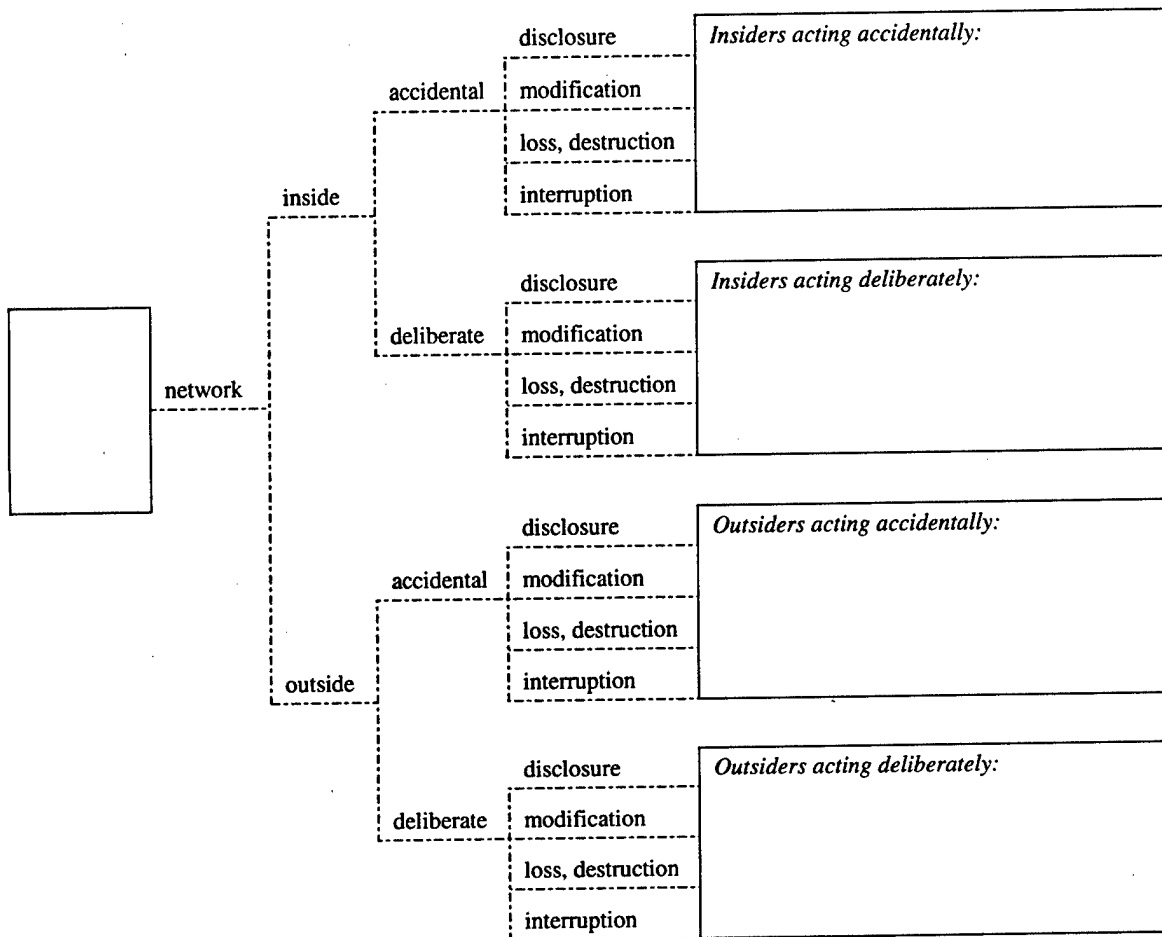 disclosure
Insiders acting accidentally:
accidental
modification
loss, destruction
inside
interruption
disclosure
Insiders acting deliberately:
deliberate
modification
loss, destruction
network
interruption
disclosure
Outsiders acting accidentally:
accidental
modification
loss, destruction
outside
interruption
disclosure
Outsiders acting deliberately:
deliberate
modification
loss, destruction
interruption